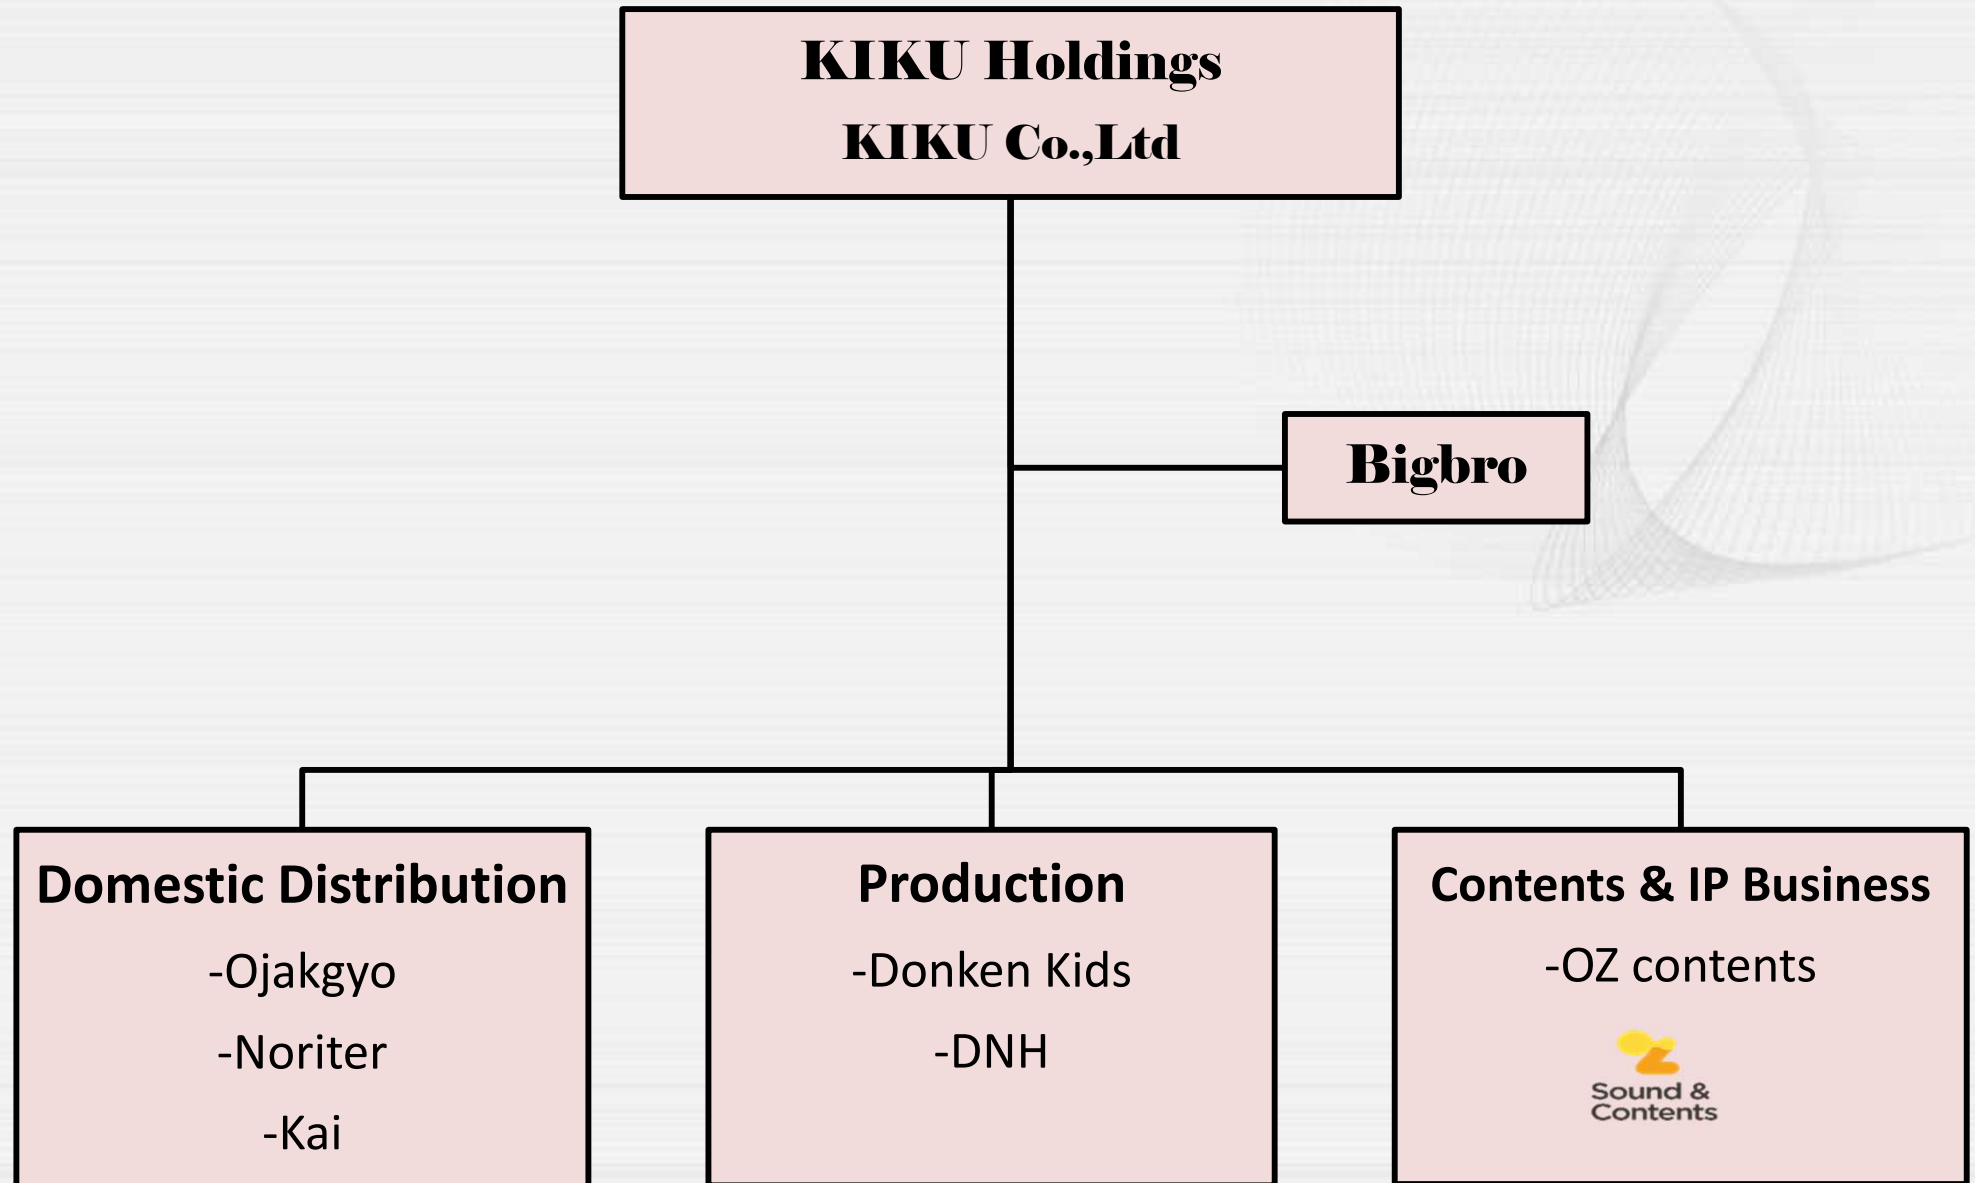 KIKU Holdings
KIKU Co.,Ltd
Bigbro
Domestic Distribution
-Ojakgyo
-Noriter
-Kai
Production
-Donken Kids
-DNH
Contents & IP Business
-OZ contents
Sound &
Contents